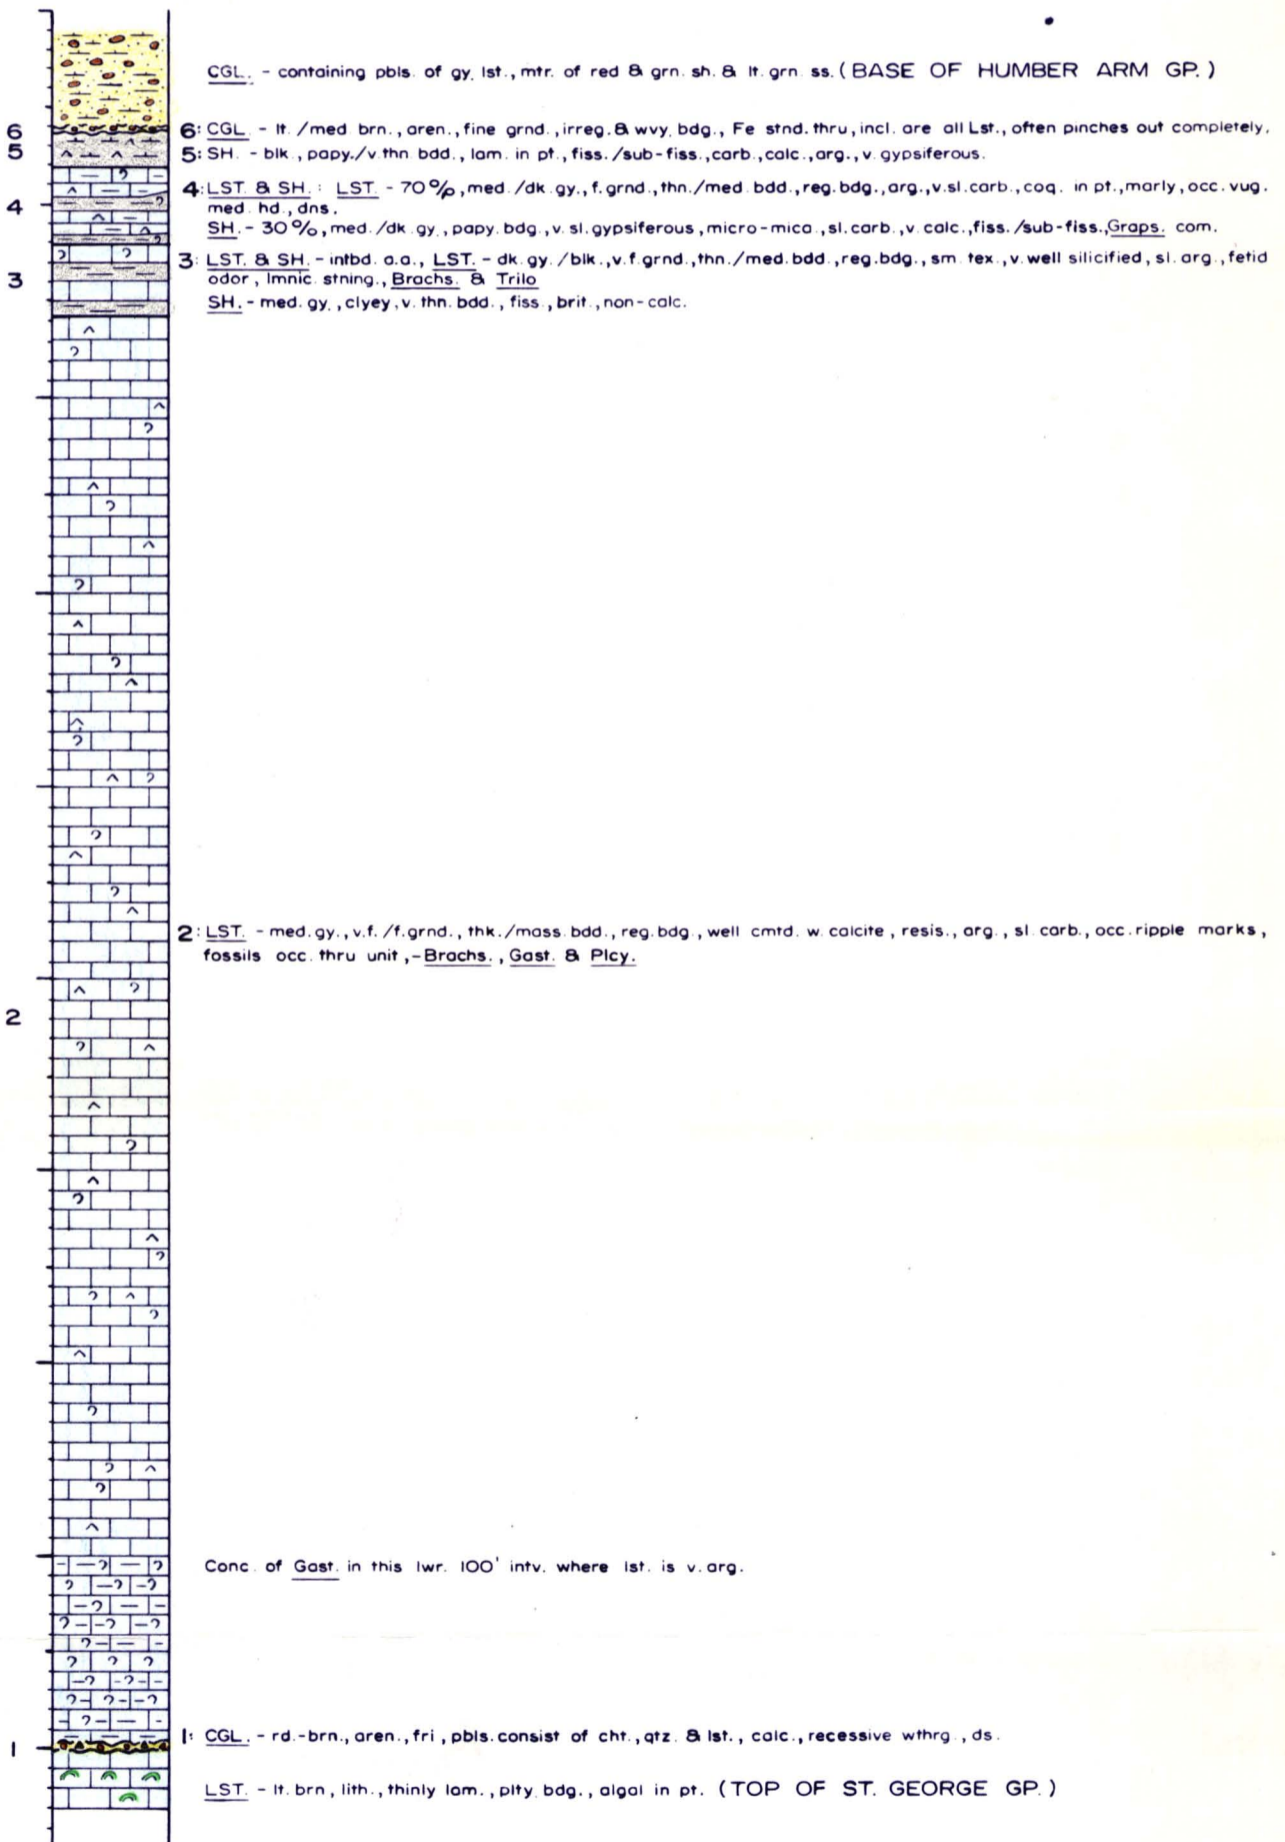 CGL. - containing pbls. of gy. lst., mtr. of red & grn. sh. & lt. grn. ss. (BASE OF HUMBER ARM GP.)
6
6: CGL. - lt./med. brn., aren., fine grnd., irreg. & wvy. bdg., Fe stnd. thru, incl. are all Lst., often pinches out completely.
5
5: SH. - blk., papy./v. thn. bdd., lam. in pt., fiss./sub-fiss., carb., calc., arg., v. gypsiferous.
4: LST. & SH. : LST. - 70%, med./dk. gy., f. grnd., thn./med. bdd., reg. bdg., arg., v. sl. carb., coq. in pt., marly, occ. vug.
4
med. hd., dns.
SH. - 30%, med./dk. gy., papy. bdg., v. sl. gypsiferous, micro-mica., sl. carb., v. calc., fiss./sub-fiss., Graps. com.
3: LST. & SH. - intbd. a.a., LST. - dk. gy./blk., v. f. grnd., thn./med. bdd., reg. bdg., sm. tex., v. well silicified, sl. arg., fetid
3
odor, lmnic. stning., Brachs. & Trilo
SH. - med. gy., clyey, v. thn. bdd., fiss., brit., non-calc.
2: LST. - med. gy., v.f./f. grnd., thk./mass. bdd., reg. bdg., well cmtd. w. calcite, resis., arg., sl. carb., occ. ripple marks,
fossils occ. thru unit, - Brachs., Gast. & Plcy.
2
Conc. of Gast. in this lwr. 100' intv. where lst. is v. arg.
1: CGL. - rd.-brn., aren., fri., pbls. consist of cht., qtz. & lst., calc., recessive wthrg., ds.
1
LST. - lt. brn., lith., thinly lam., plty. bdg., algal in pt. (TOP OF ST. GEORGE GP.)